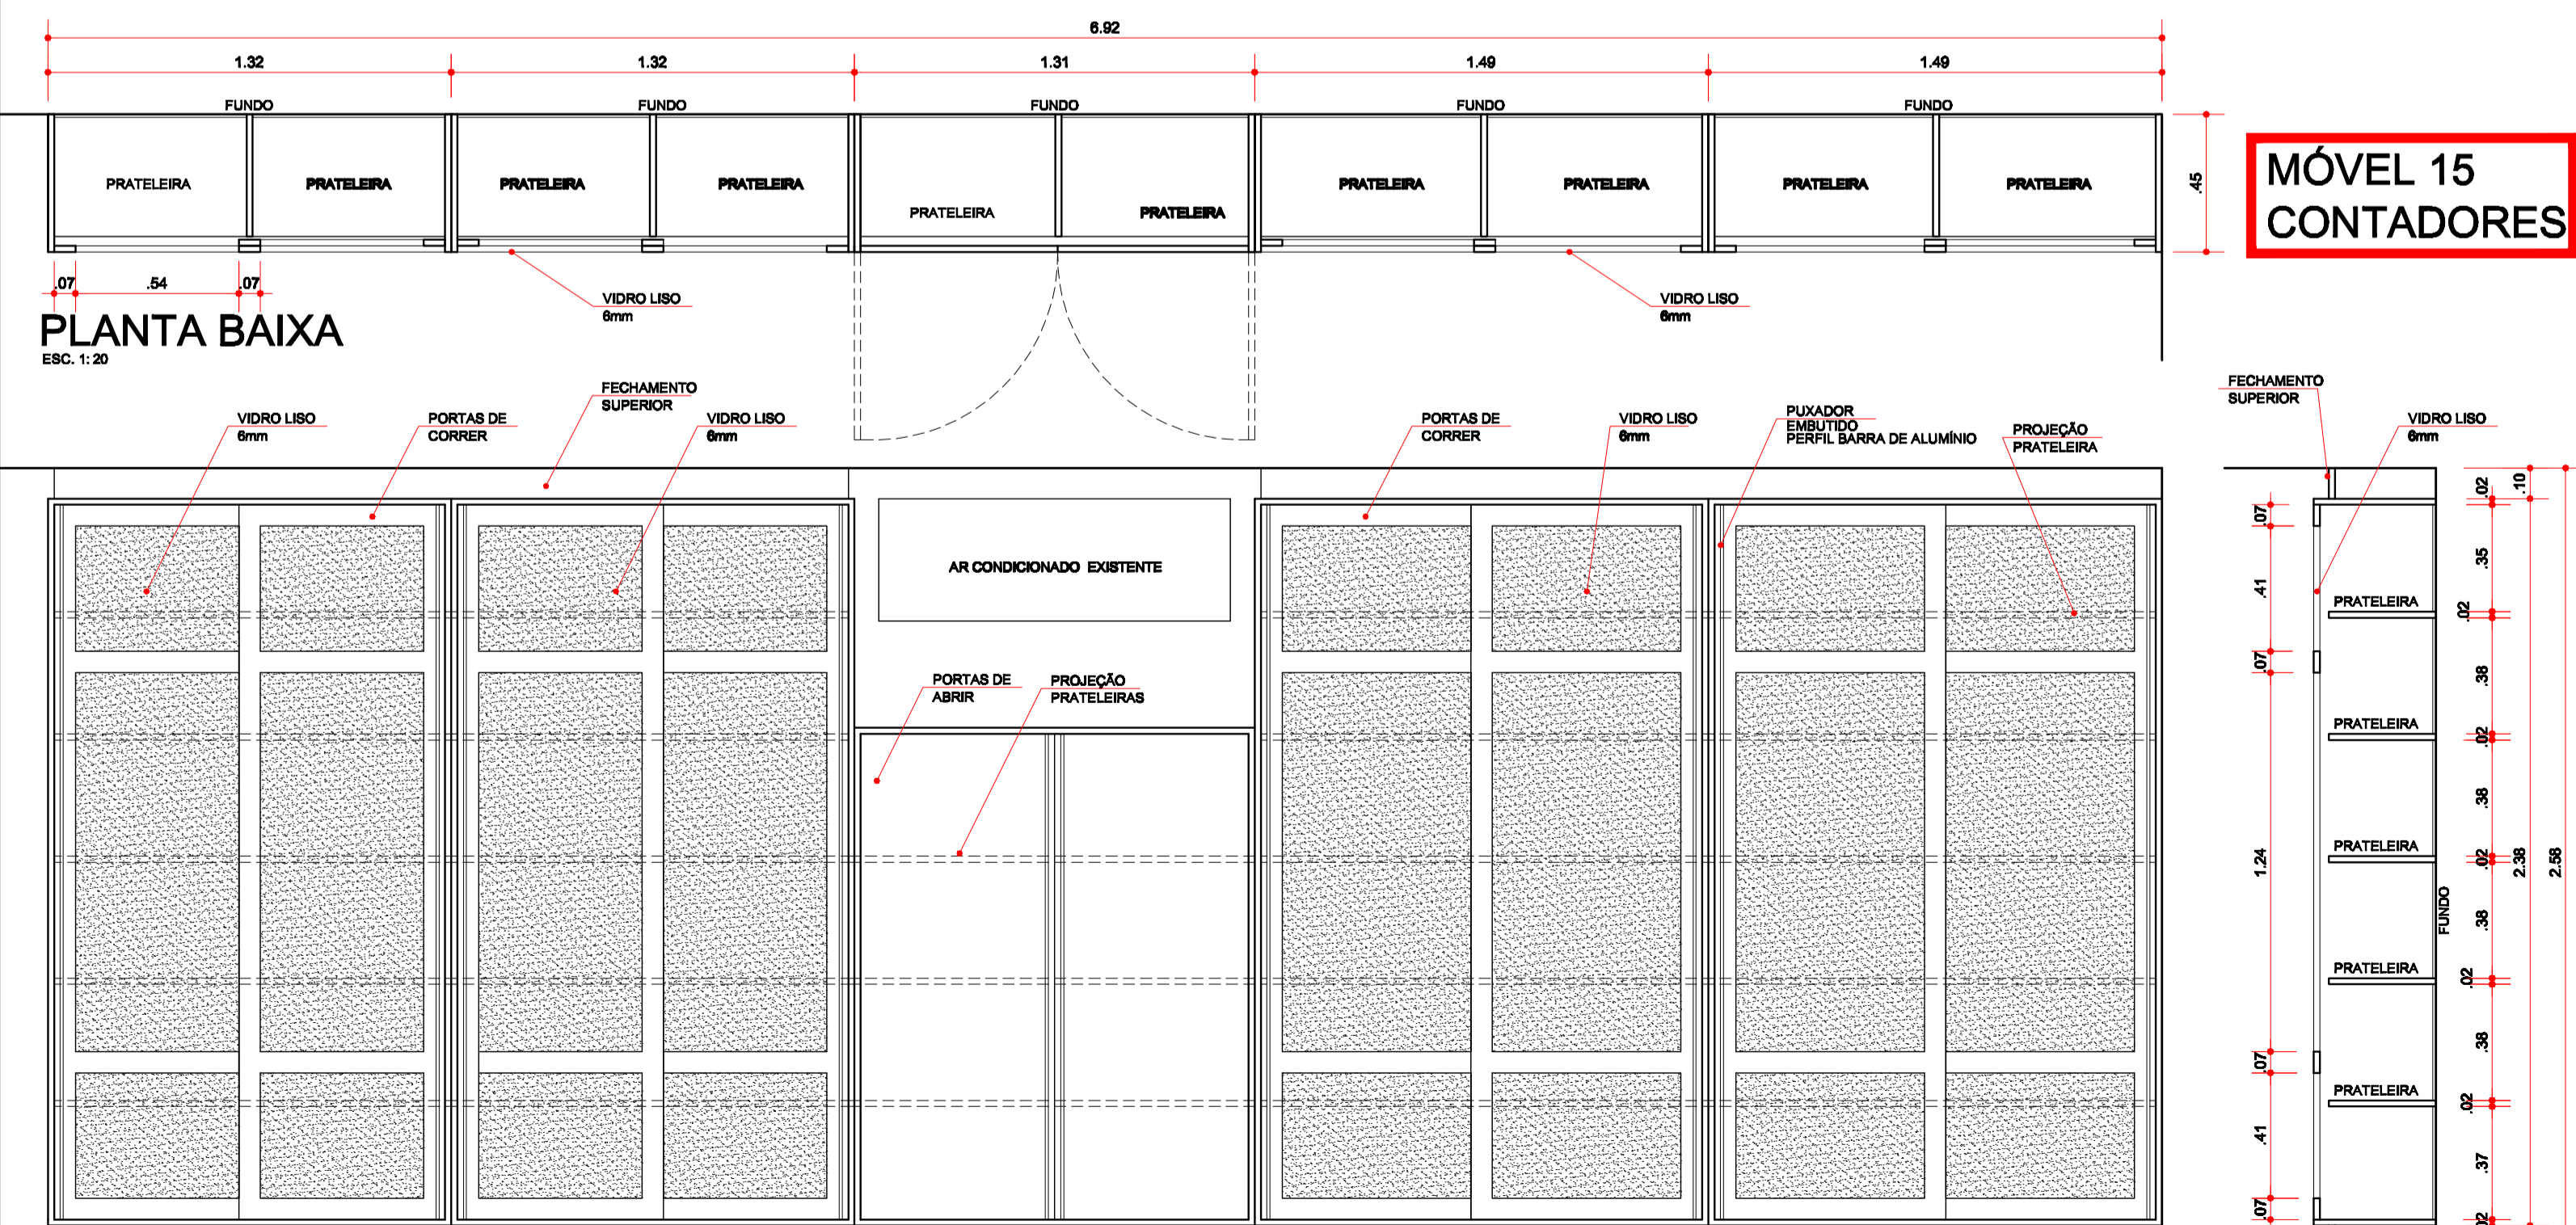 6.92
1.32
1.32
1.31
1.49
1.49
FUNDO
FUNDO
FUNDO
FUNDO
FUNDO
PRATELEIRA
PRATELEIRA
PRATELEIRA
PRATELEIRA
PRATELEIRA
PRATELEIRA
PRATELEIRA
PRATELEIRA
PRATELEIRA
PRATELEIRA
.45
MÓVEL 15
CONTADORES
.07
.54
.07
VIDRO LISO
6mm
VIDRO LISO
6mm
PLANTA BAIXA
ESC. 1: 20
VIDRO LISO
6mm
PORTAS DE
CORRER
FECHAMENTO
SUPERIOR
VIDRO LISO
6mm
PORTAS DE
CORRER
VIDRO LISO
6mm
PUXADOR
EMBUTIDO
PERFIL BARRA DE ALUMÍNIO
PROJEÇÃO
PRATELEIRA
FECHAMENTO
SUPERIOR
VIDRO LISO
6mm
AR CONDICIONADO EXISTENTE
PORTAS DE
ABRIR
PROJEÇÃO
PRATELEIRAS
.07
.41
.07
1.24
.07
.41
.07
PRATELEIRA
PRATELEIRA
PRATELEIRA
PRATELEIRA
PRATELEIRA
FUNDO
.02
.35
.02
.38
.02
.38
.02
.38
.02
.38
.02
.37
.02
.10
2.38
2.58